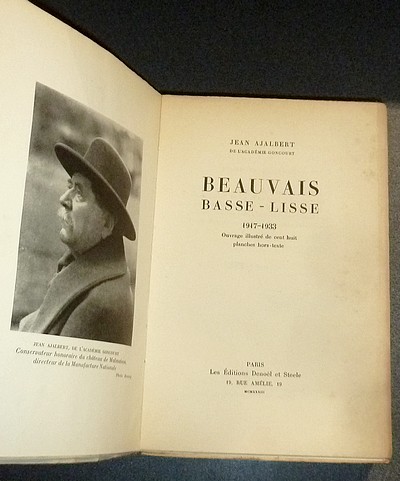 JEAN AJALBERT, DE L'ACADÉMIE GONCOURT
Conservateur honoraire du château de Malmaison
directeur de la Manufacture Nationale
JEAN AJALBERT
DE L'ACADÉMIE GONCOURT
BEAUVAIS
BASSE - LISSE
1917-1933
Ouvrage illustré de cent huit
planches hors-texte
PARIS
Les Éditions Denoël et Steele
19, RUE AMÉLIE, 19